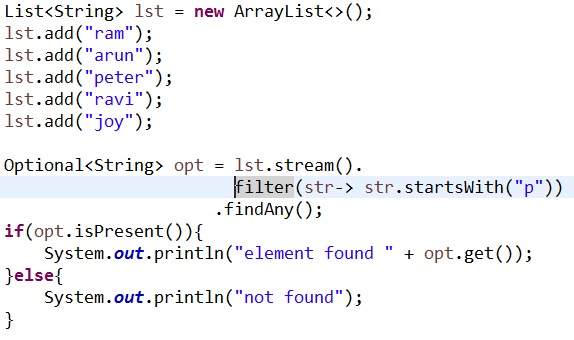 List<String> lst = new ArrayList<>();
lst.add("ram");
lst.add("arun");
lst.add("peter");
lst.add("ravi");
lst.add("joy");
Optional<String> opt = lst.stream().
filter(str-> str.startsWith("p"))
.findAny();
if(opt.isPresent()){
System.out.println("element found " + opt.get());
}else{
System.out.println("not found");
}